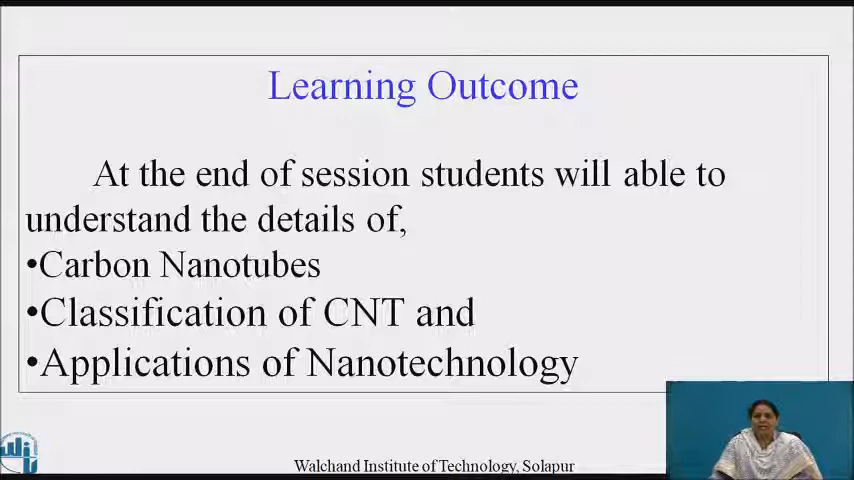 Learning Outcome
At the end of session students will able to
understand the details of,
•Carbon Nanotubes
•Classification of CNT and
•Applications of Nanotechnology
Walchand Institute of Technology, Solapur